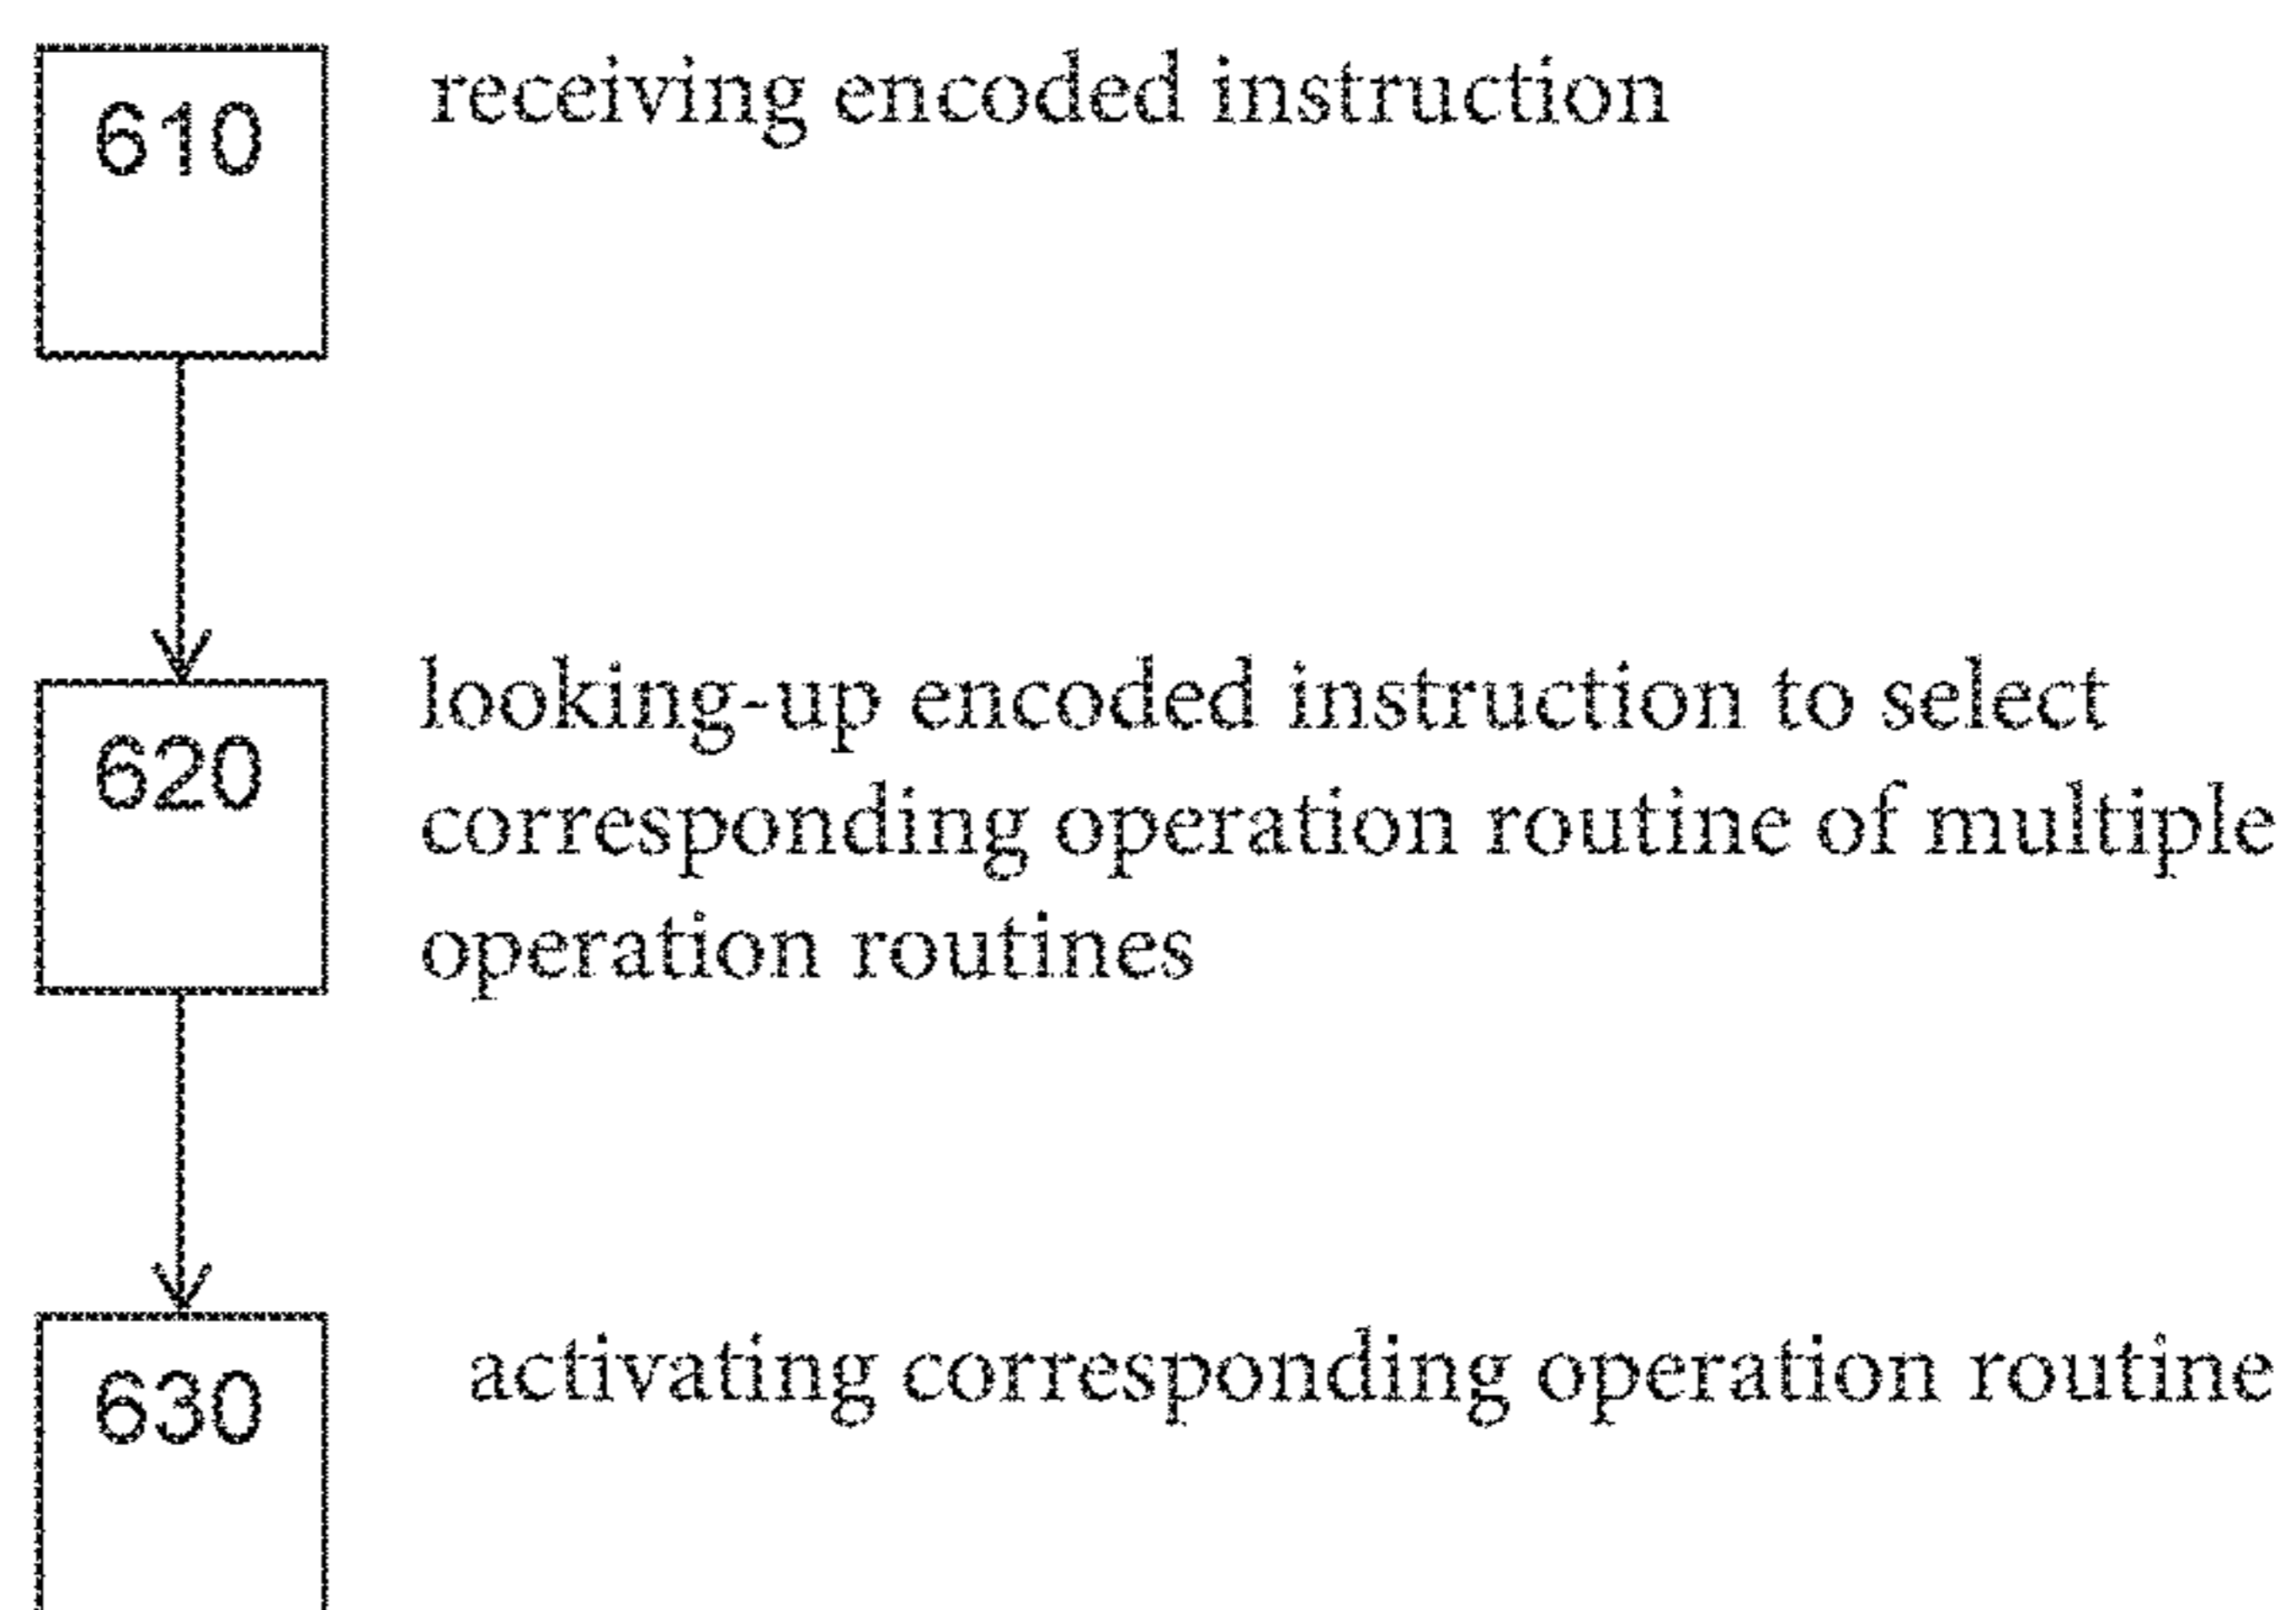 610 receiving encoded instruction
620 looking-up encoded instruction to select
corresponding operation routine of multiple
operation routines
630 activating corresponding operation routine